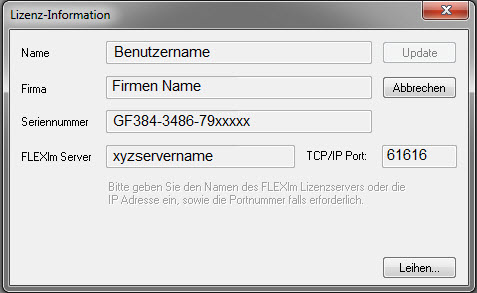 Lizenz-Information
Name Benutzername Update
Firma Firmen Name Abbrechen
Seriennummer GF384-3486-79xxxxx
FLEXlm Server xyzservername TCP/IP Port: 61616
Bitte geben Sie den Namen des FLEXlm Lizenzservers oder die
IP Adresse ein, sowie die Portnummer falls erforderlich.
Leihen...